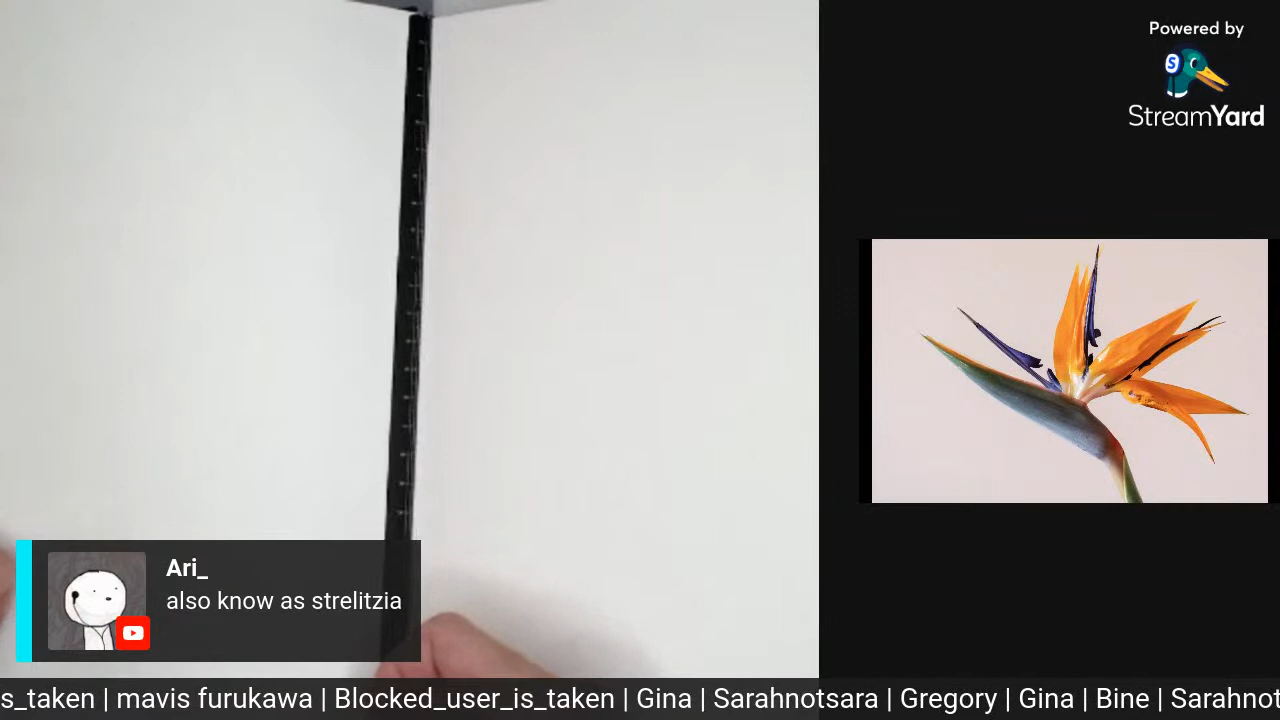 Powered by
StreamYard
Ari_
also know as strelitzia
s_taken | mavis furukawa | Blocked_user_is_taken | Gina | Sarahnotsara | Gregory | Gina | Bine | Sarahnot